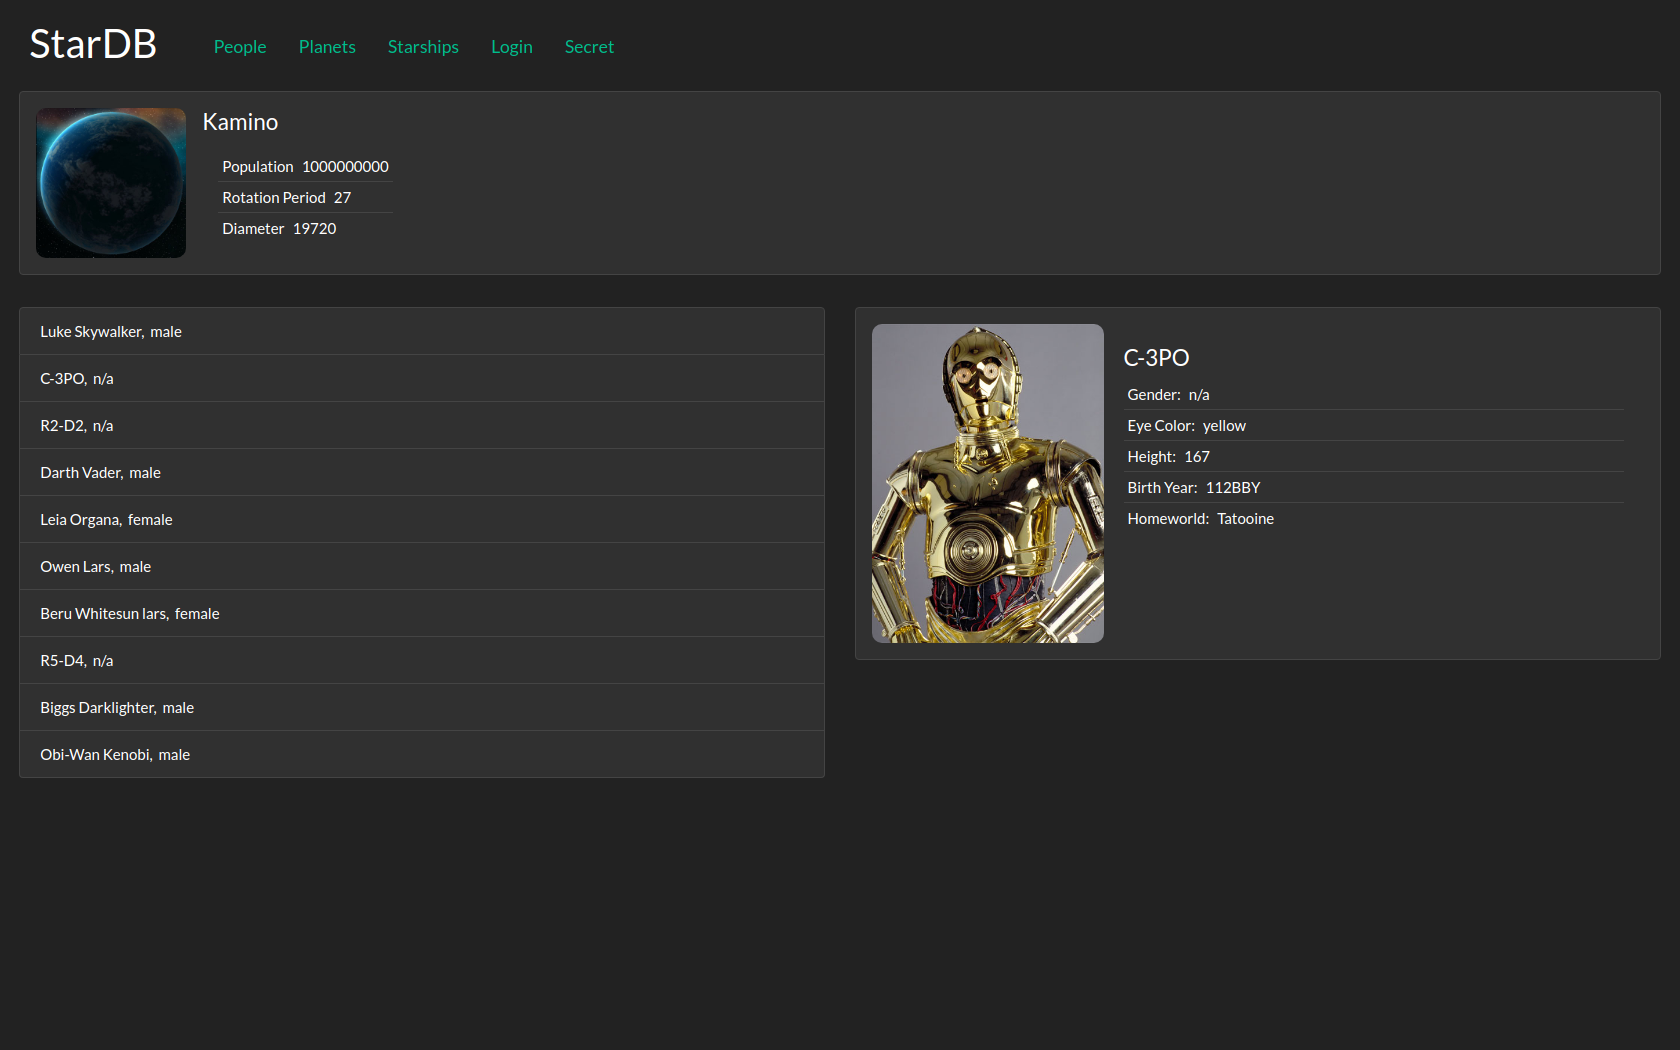 StarDB
People Planets Starships Login Secret
Kamino
Population 1000000000
Rotation Period 27
Diameter 19720
Luke Skywalker, male
C-3PO, n/a
R2-D2, n/a
Darth Vader, male
Leia Organa, female
Owen Lars, male
Beru Whitesun lars, female
R5-D4, n/a
Biggs Darklighter, male
Obi-Wan Kenobi, male
C-3PO
Gender: n/a
Eye Color: yellow
Height: 167
Birth Year: 112BBY
Homeworld: Tatooine